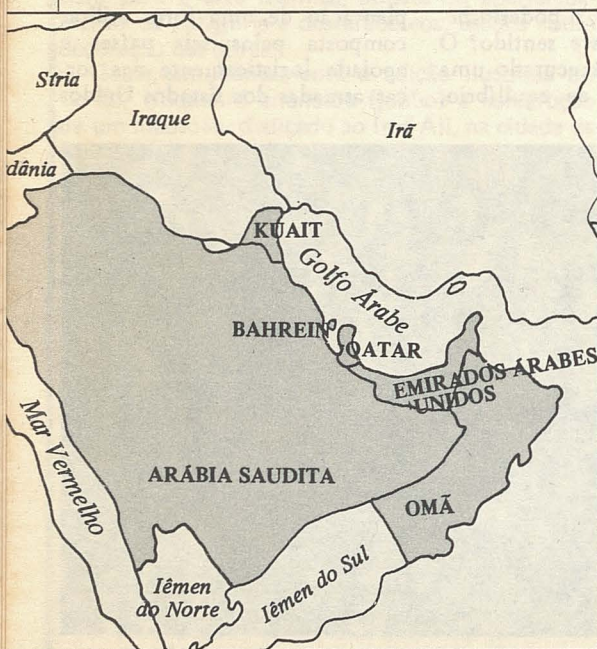 Síria
Iraque
Irã
dânia
KUAIT
Golfo Árabe
BAHREIN
QATAR
EMIRADOS ÁRABES
UNIDOS
Mar Vermelho
ARÁBIA SAUDITA
OMÃ
Iêmen
do Norte
Iêmen do Sul